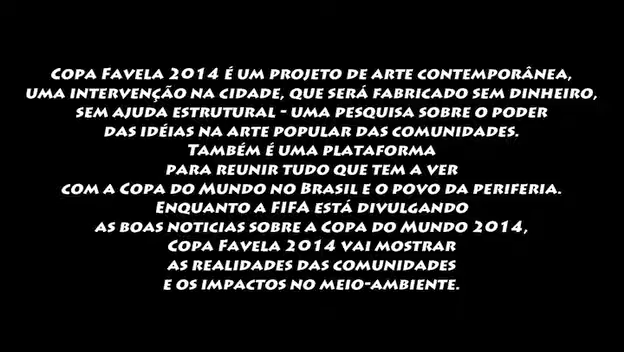 Copa Favela 2014 é um projeto de arte contemporânea,
uma intervenção na cidade, que será fabricado sem dinheiro,
sem ajuda estrutural - uma pesquisa sobre o poder
das idéias na arte popular das comunidades.
Também é uma plataforma
para reunir tudo que tem a ver
com a Copa do Mundo no Brasil e o povo da periferia.
Enquanto a FIFA está divulgando
as boas noticias sobre a Copa do Mundo 2014,
Copa Favela 2014 vai mostrar
as realidades das comunidades
e os impactos no meio-ambiente.